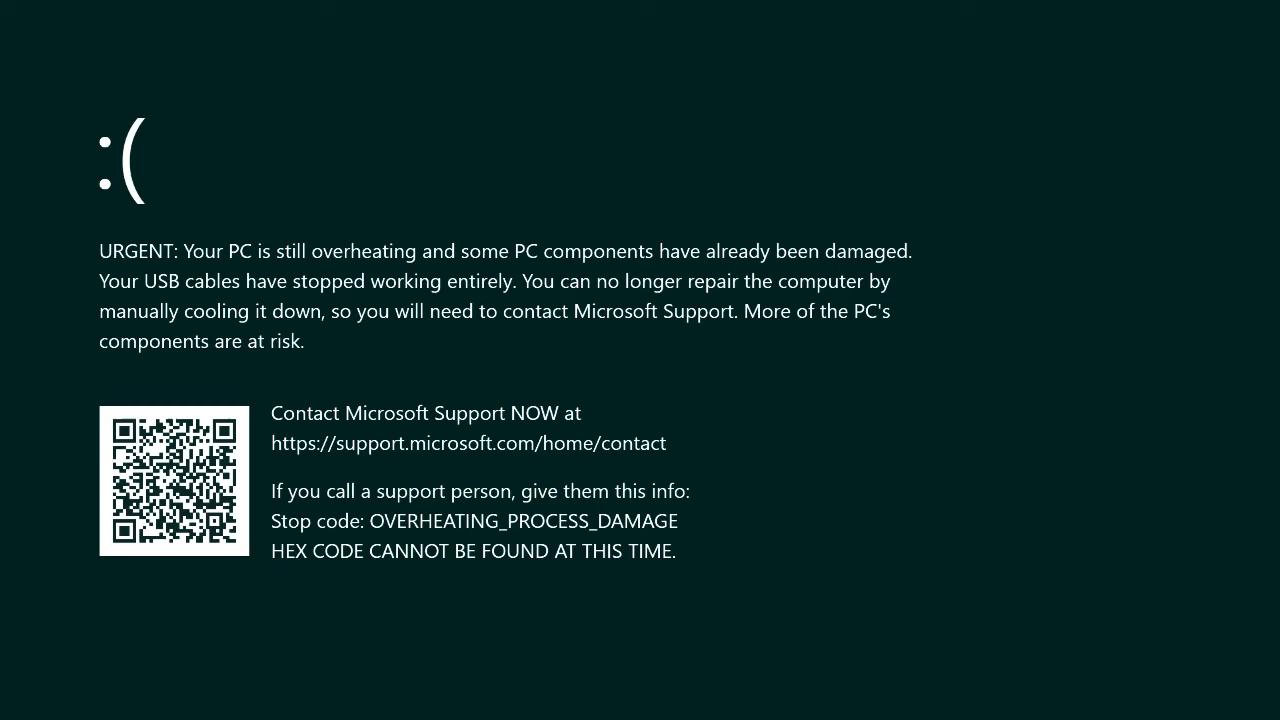 :(
URGENT: Your PC is still overheating and some PC components have already been damaged.
Your USB cables have stopped working entirely. You can no longer repair the computer by
manually cooling it down, so you will need to contact Microsoft Support. More of the PC's
components are at risk.
Contact Microsoft Support NOW at
https://support.microsoft.com/home/contact
If you call a support person, give them this info:
Stop code: OVERHEATING_PROCESS_DAMAGE
HEX CODE CANNOT BE FOUND AT THIS TIME.